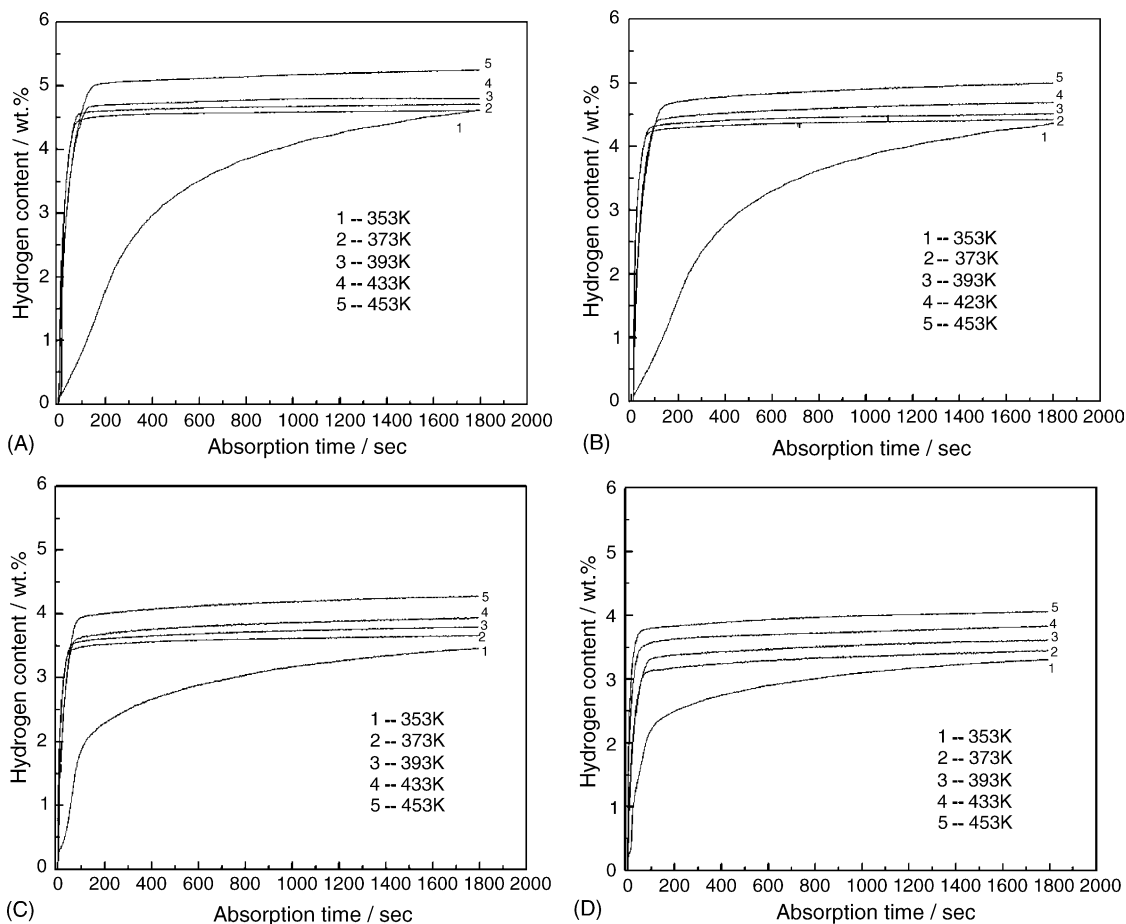 6
5
4
3
2
1
0
Hydrogen content / wt.%
5
4
3
2
1
1 -- 353K
2 -- 373K
3 -- 393K
4 -- 433K
5 -- 453K
0 200 400 600 800 1000 1200 1400 1600 1800 2000
Absorption time / sec
(A)
6
5
4
3
2
1
0
Hydrogen content / wt.%
5
4
3
2
1
1 -- 353K
2 -- 373K
3 -- 393K
4 -- 423K
5 -- 453K
0 200 400 600 800 1000 1200 1400 1600 1800 2000
Absorption time / sec
(B)
6
5
4
3
2
1
0
Hydrogen content / wt.%
5
4
3
2
1
1 -- 353K
2 -- 373K
3 -- 393K
4 -- 433K
5 -- 453K
0 200 400 600 800 1000 1200 1400 1600 1800 2000
Absorption time / sec
(C)
6
5
4
3
2
1
0
Hydrogen content / wt.%
5
4
3
2
1
1 -- 353K
2 -- 373K
3 -- 393K
4 -- 433K
5 -- 453K
0 200 400 600 800 1000 1200 1400 1600 1800 2000
Absorption time / sec
(D)